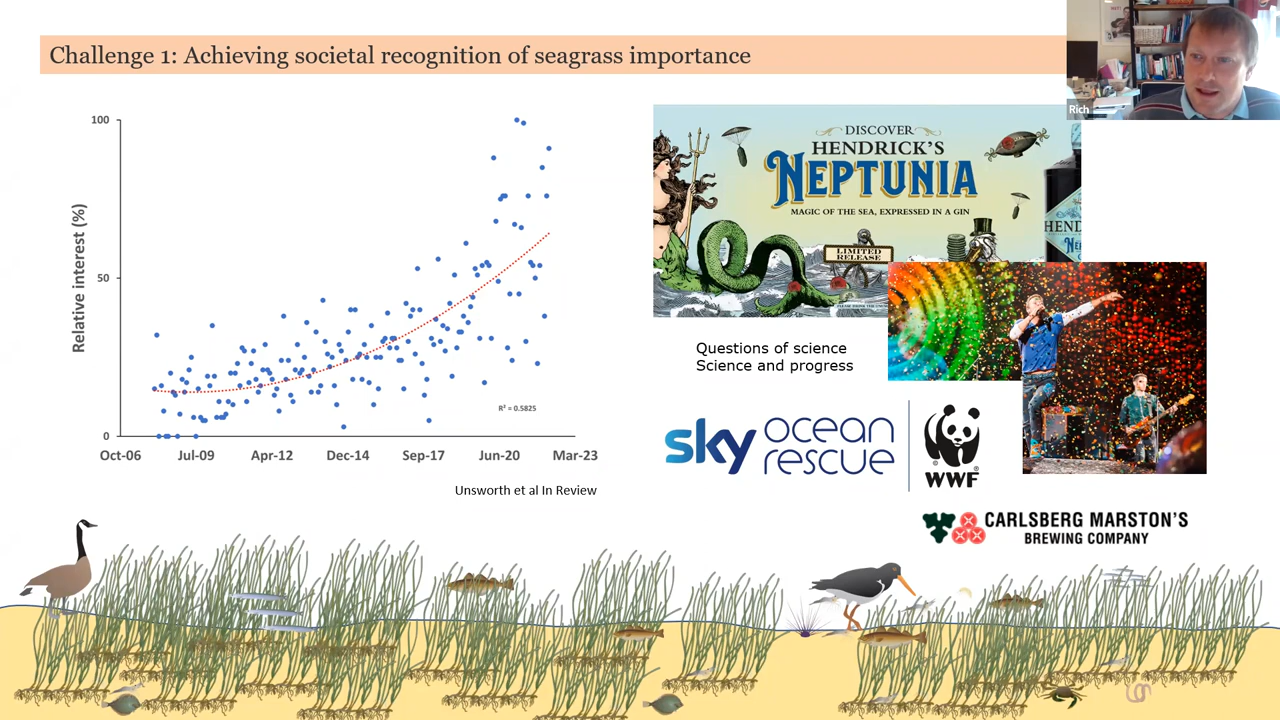 Challenge 1: Achieving societal recognition of seagrass importance
Rich
100
50
0
Relative interest (%)
R² = 0.5825
Oct-06 Jul-09 Apr-12 Dec-14 Sep-17 Jun-20 Mar-23
Unsworth et al In Review
DISCOVER
HENDRICK'S
NEPTUNIA
MAGIC OF THE SEA, EXPRESSED IN A GIN
LIMITED
RELEASE
HEND
Questions of science
Science and progress
sky ocean
rescue
WWF
CARLSBERG MARSTON'S
BREWING COMPANY